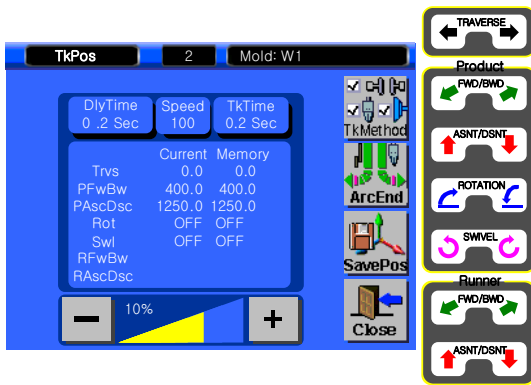 TkPos 2 Mold: W1
DlyTime Speed TkTime
0 .2 Sec 100 0.2 Sec
Current Memory
Trvs 0.0 0.0
PFwBw 400.0 400.0
PAscDsc 1250.0 1250.0
Rot OFF OFF
Swl OFF OFF
RFwBw
RAscDsc
10%
− +
TkMethod
ArcEnd
SavePos
Close
TRAVERSE
Product
FWD/BWD
ASNT/DSNT
ROTATION
SWIVEL
Runner
FWD/BWD
ASNT/DSNT